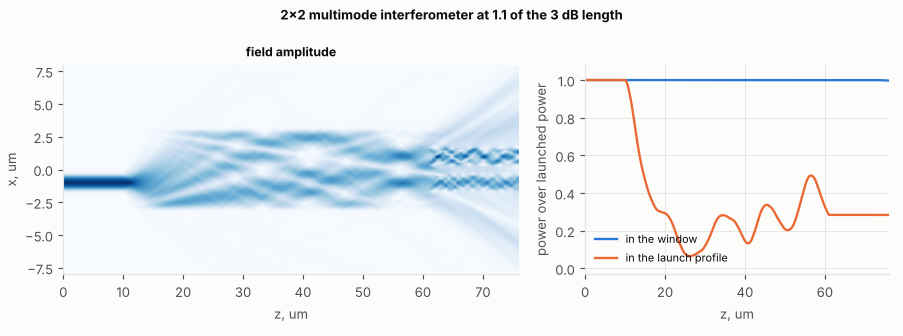 2×2 multimode interferometer at 1.1 of the 3 dB length
field amplitude
7.5
5.0
2.5
0.0
−2.5
−5.0
−7.5
x, um
0 10 20 30 40 50 60 70
z, um
1.0
0.8
0.6
0.4
0.2
0.0
power over launched power
in the window
in the launch profile
0 20 40 60
z, um